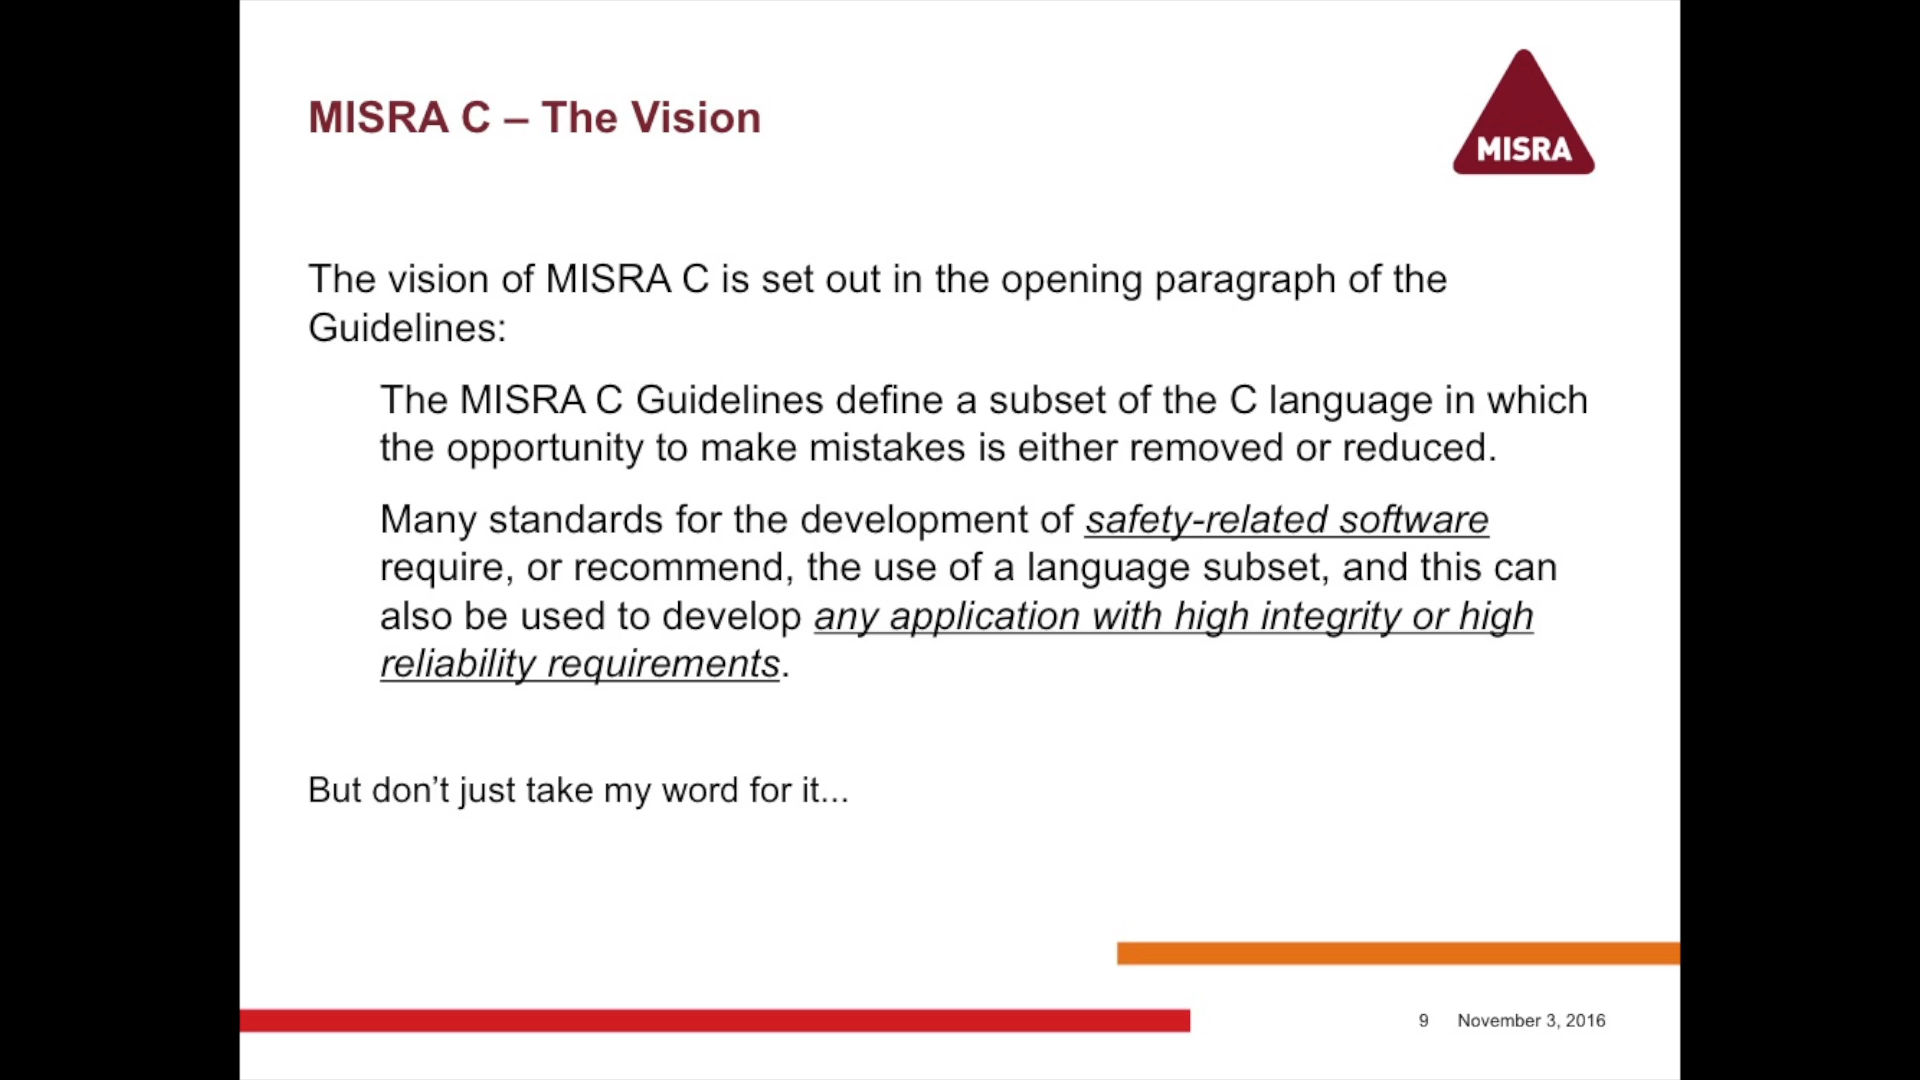 MISRA C – The Vision
MISRA
The vision of MISRA C is set out in the opening paragraph of the
Guidelines:
The MISRA C Guidelines define a subset of the C language in which
the opportunity to make mistakes is either removed or reduced.
Many standards for the development of safety-related software
require, or recommend, the use of a language subset, and this can
also be used to develop any application with high integrity or high
reliability requirements.
But don’t just take my word for it...
9 November 3, 2016